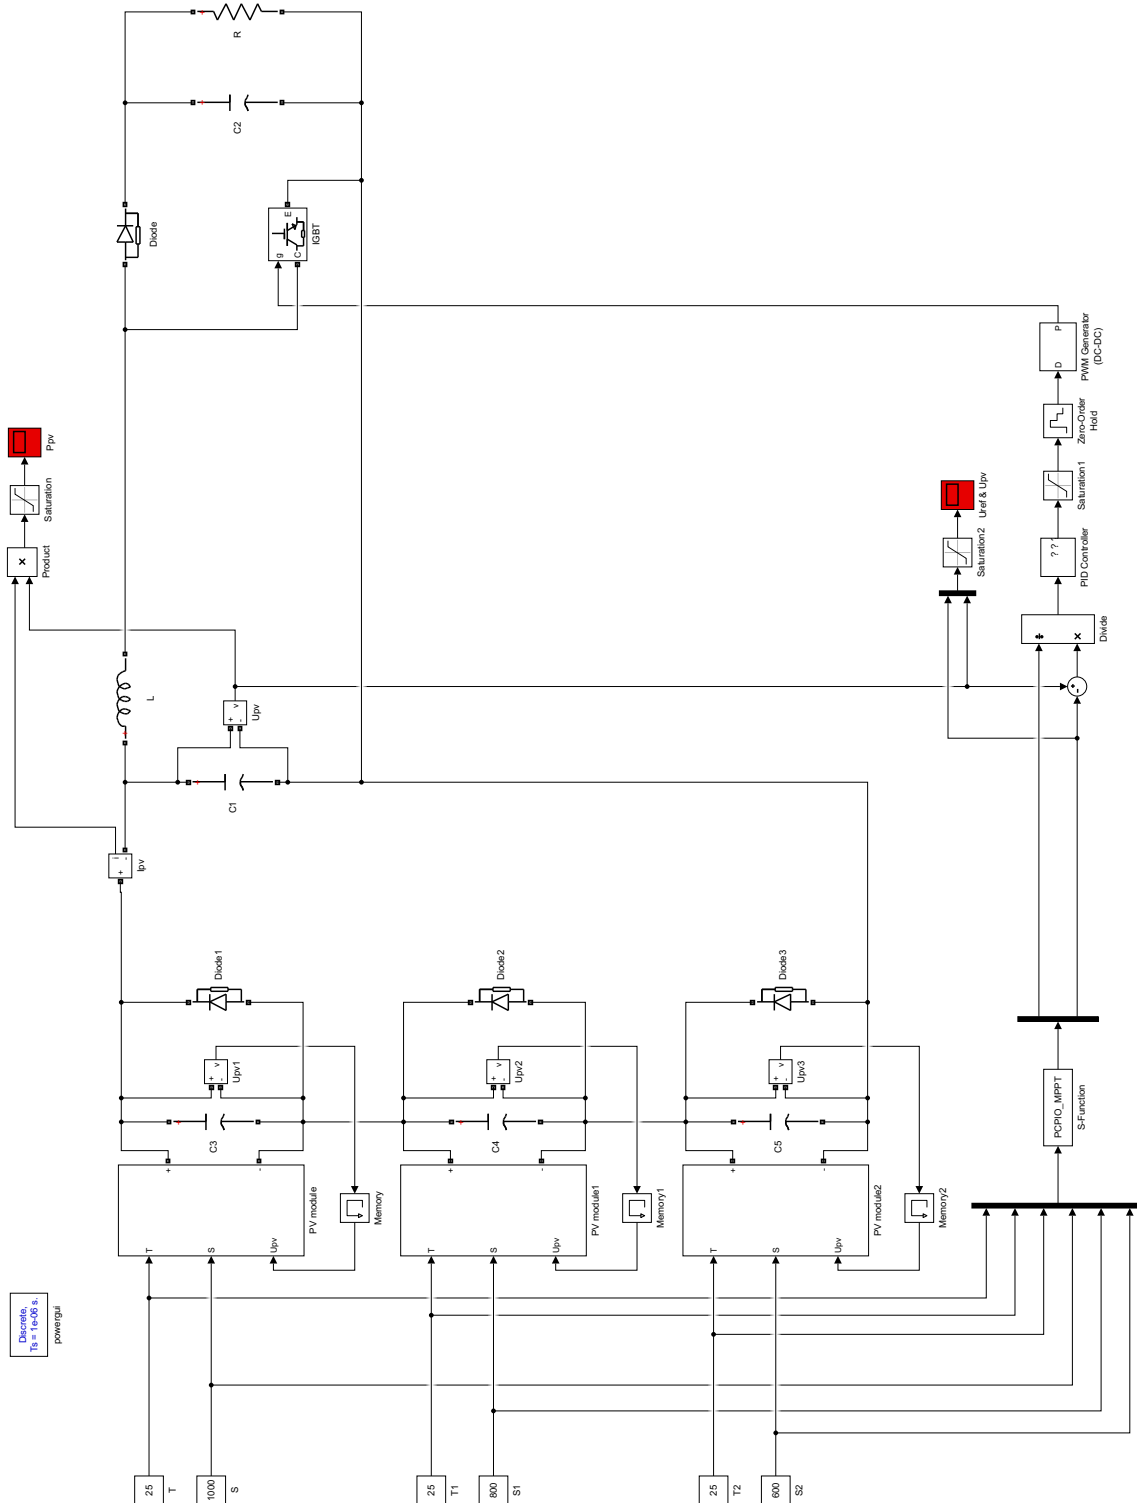 Discrete,
Ts = 1e-06 s.
powergui
25
T
1000
S
25
T1
800
S1
25
T2
600
S2
T
S
Upv
+
-
PV module
Memory
C3
+
-
v
Upv1
Diode1
T
S
Upv
+
-
PV module1
Memory1
C4
+
-
v
Upv2
Diode2
T
S
Upv
+
-
PV module2
Memory2
C5
+
-
v
Upv3
Diode3
+
-
i
Ipv
C1
+
-
v
Upv
L
×
Product
Saturation
Ppv
Diode
g
C
E
IGBT
C2
R
PCPIO_MPPT
S-Function
+
-
÷
×
Divide
? ?
PID Controller
Saturation1
Zero-Order
Hold
D
P
PWM Generator
(DC-DC)
Saturation2
Uref & Upv